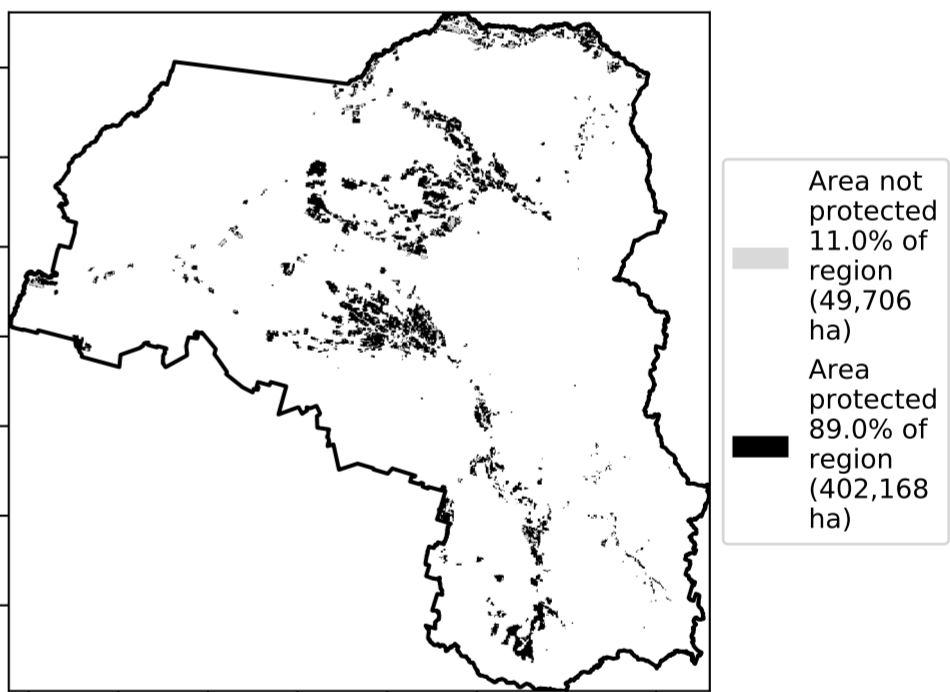 Area not
protected
11.0% of
region
(49,706
ha)
Area
protected
89.0% of
region
(402,168
ha)